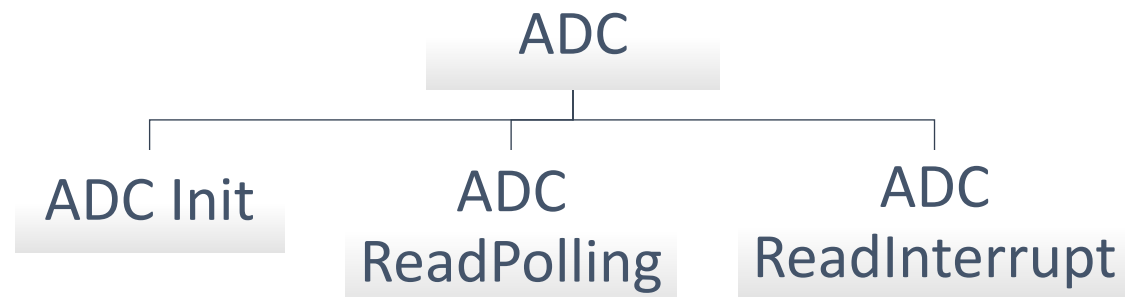 ADC
ADC Init
ADC
ReadPolling
ADC
ReadInterrupt